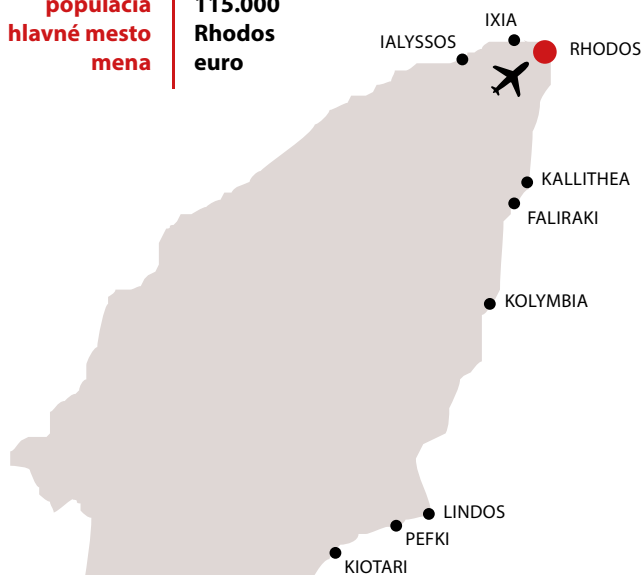 populácia 115.000
hlavné mesto Rhodos
mena euro
IXIA
IALYSSOS
RHODOS
KALLITHEA
FALIRAKI
KOLYMBIA
LINDOS
PEFKI
KIOTARI